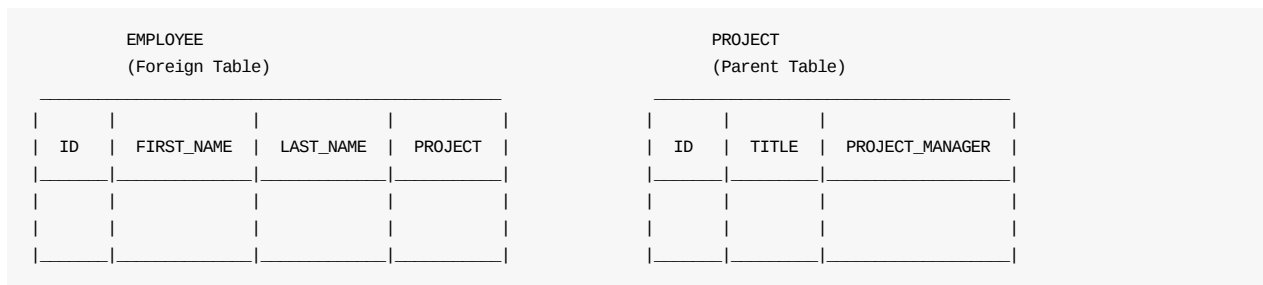 EMPLOYEE PROJECT
(Foreign Table) (Parent Table)
ID | FIRST_NAME | LAST_NAME | PROJECT | ID | TITLE | PROJECT_MANAGER